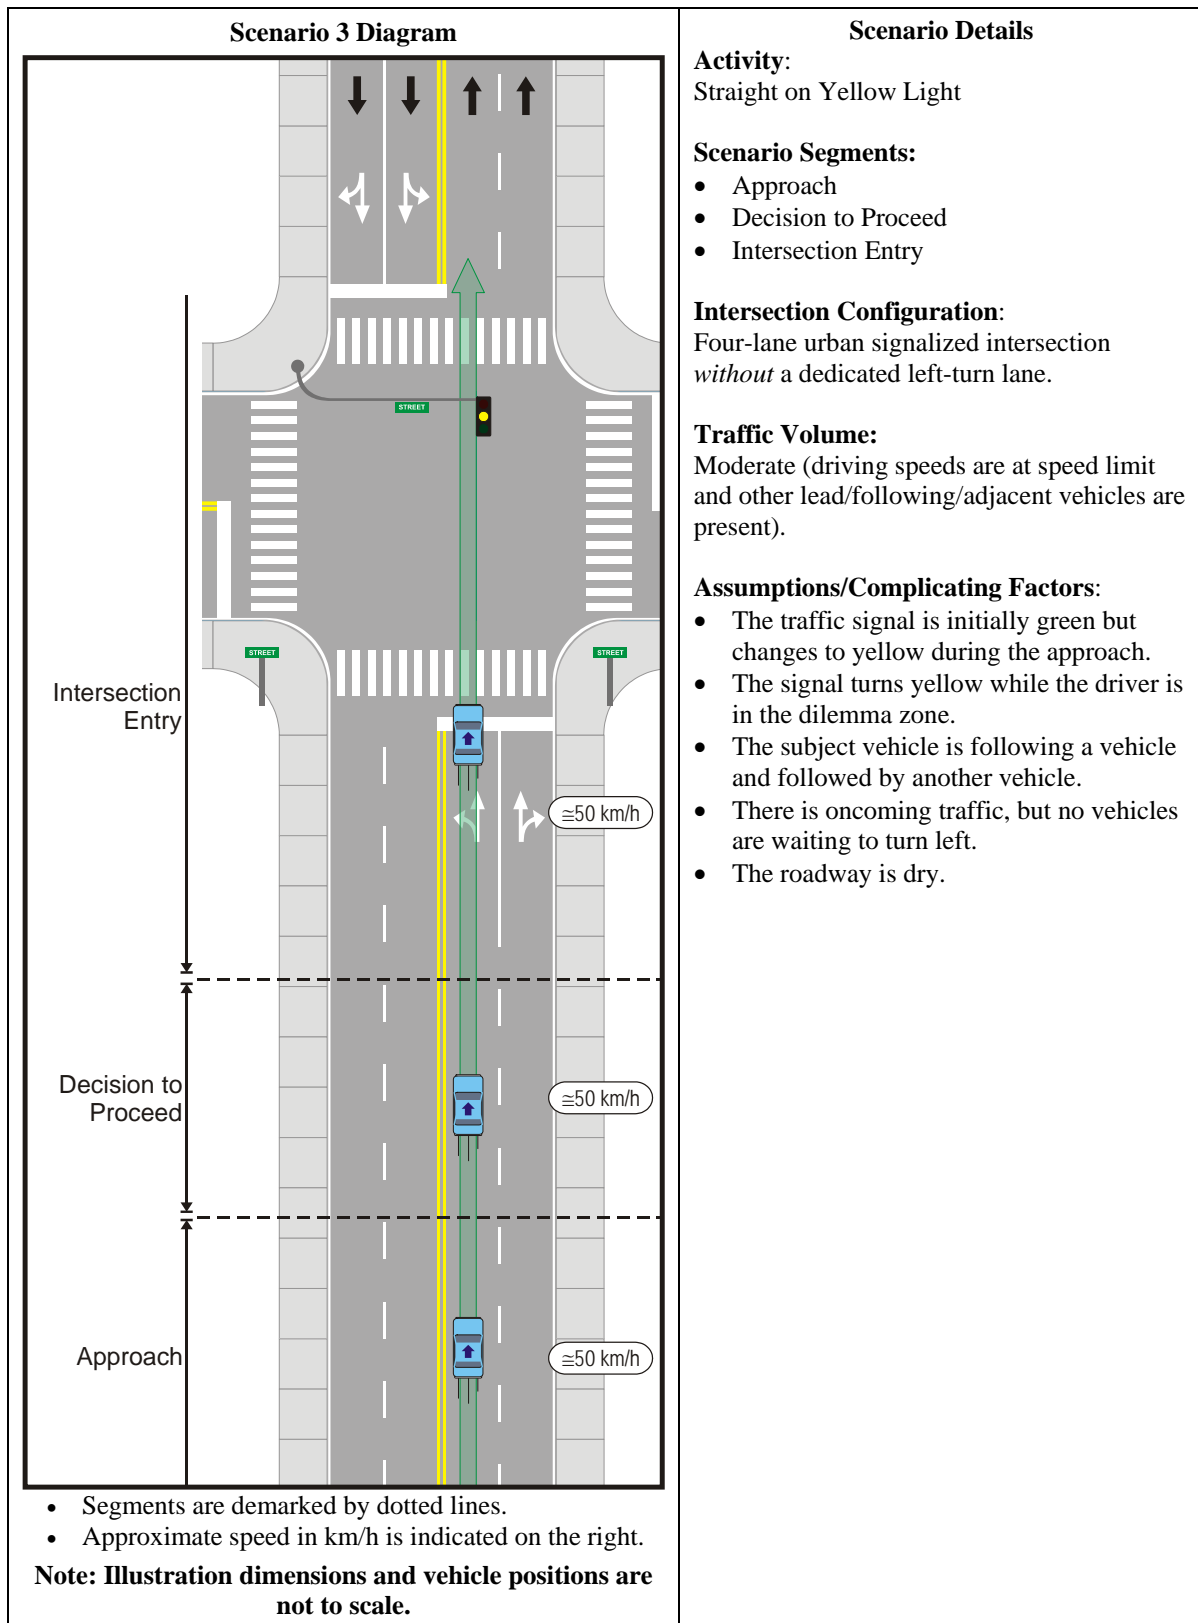 Scenario 3 Diagram
STREET
STREET
STREET
Intersection
Entry
≅50 km/h
Decision to
Proceed
≅50 km/h
Approach
≅50 km/h
• Segments are demarked by dotted lines.
• Approximate speed in km/h is indicated on the right.
Note: Illustration dimensions and vehicle positions are
not to scale.
Scenario Details
Activity:
Straight on Yellow Light
Scenario Segments:
• Approach
• Decision to Proceed
• Intersection Entry
Intersection Configuration:
Four-lane urban signalized intersection
without a dedicated left-turn lane.
Traffic Volume:
Moderate (driving speeds are at speed limit
and other lead/following/adjacent vehicles are
present).
Assumptions/Complicating Factors:
• The traffic signal is initially green but
changes to yellow during the approach.
• The signal turns yellow while the driver is
in the dilemma zone.
• The subject vehicle is following a vehicle
and followed by another vehicle.
• There is oncoming traffic, but no vehicles
are waiting to turn left.
• The roadway is dry.